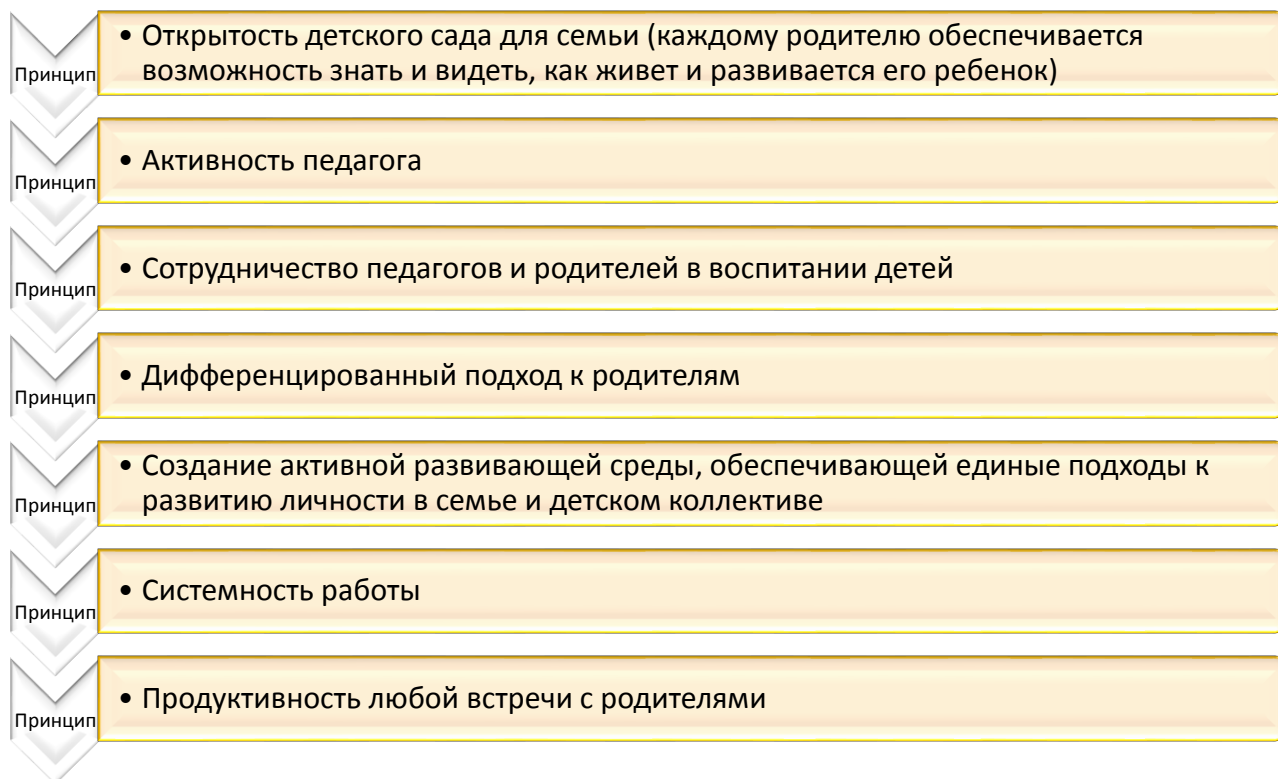 Принцип
• Открытость детского сада для семьи (каждому родителю обеспечивается
возможность знать и видеть, как живет и развивается его ребенок)
Принцип
• Активность педагога
Принцип
• Сотрудничество педагогов и родителей в воспитании детей
Принцип
• Дифференцированный подход к родителям
Принцип
• Создание активной развивающей среды, обеспечивающей единые подходы к
развитию личности в семье и детском коллективе
Принцип
• Системность работы
Принцип
• Продуктивность любой встречи с родителями